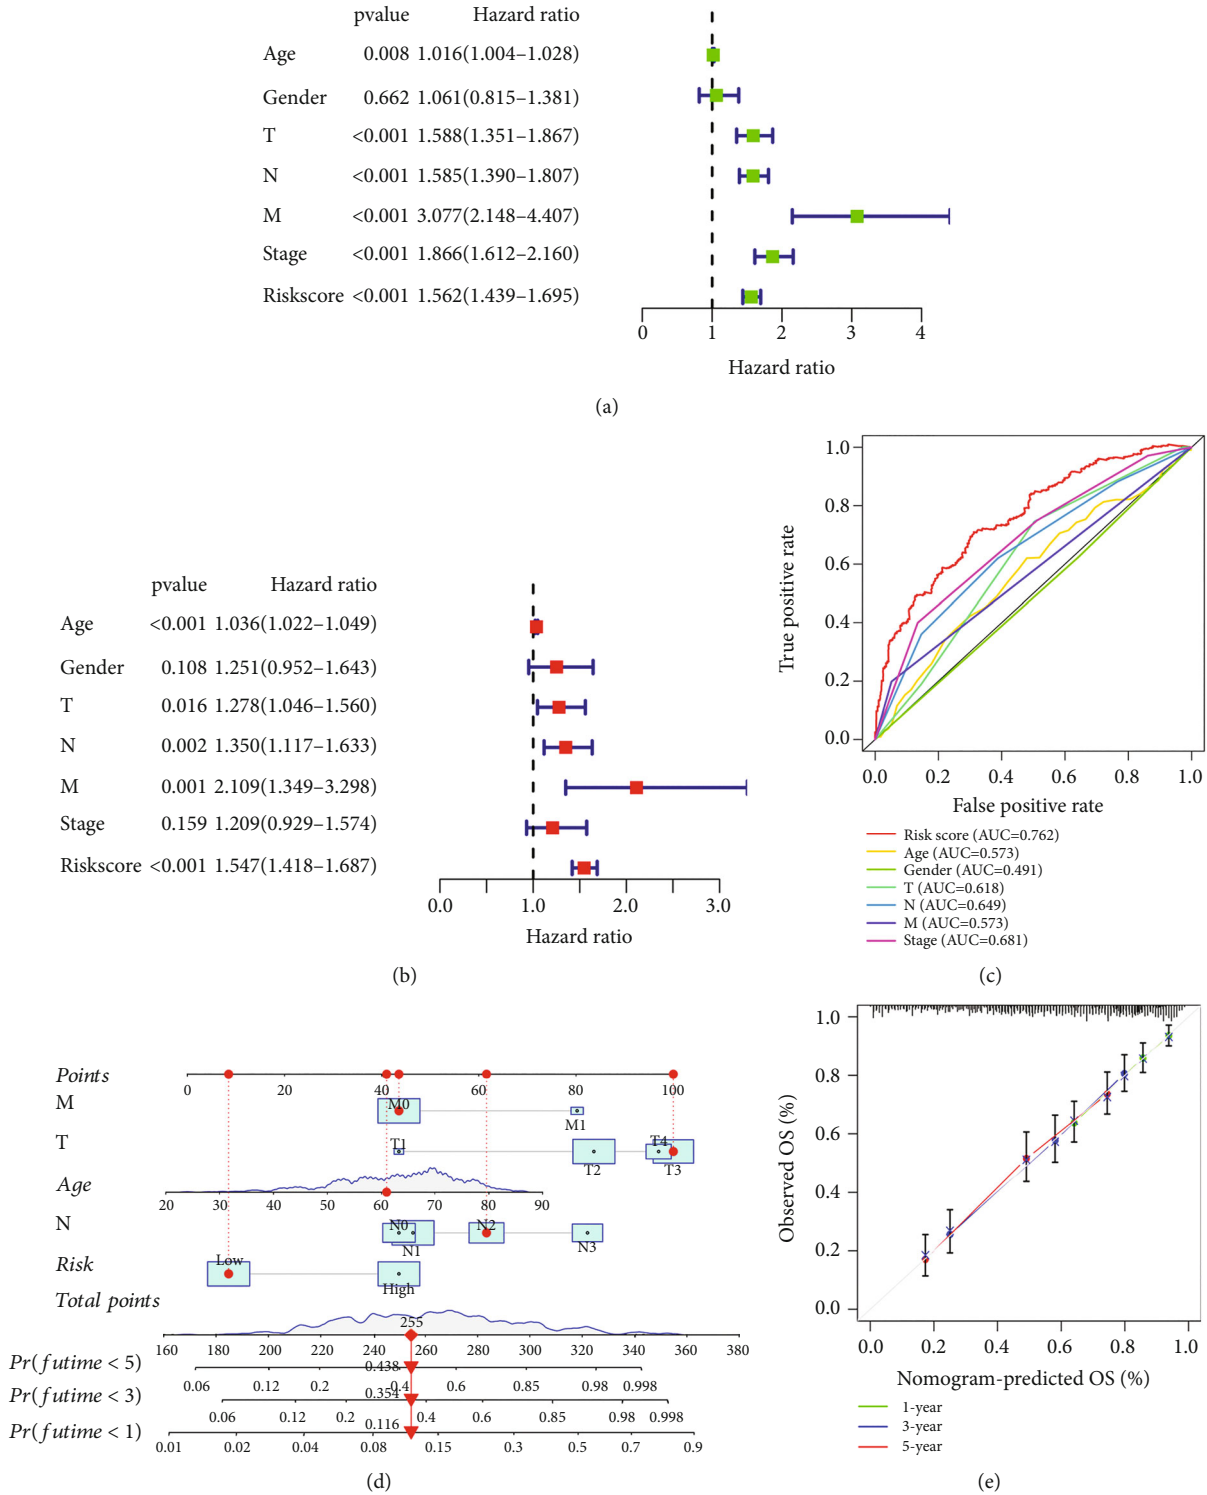 pvalue Hazard ratio
Age 0.008 1.016(1.004–1.028)
Gender 0.662 1.061(0.815–1.381)
T <0.001 1.588(1.351–1.867)
N <0.001 1.585(1.390–1.807)
M <0.001 3.077(2.148–4.407)
Stage <0.001 1.866(1.612–2.160)
Riskscore <0.001 1.562(1.439–1.695)
0 1 2 3 4
Hazard ratio
(a)
pvalue Hazard ratio
Age <0.001 1.036(1.022–1.049)
Gender 0.108 1.251(0.952–1.643)
T 0.016 1.278(1.046–1.560)
N 0.002 1.350(1.117–1.633)
M 0.001 2.109(1.349–3.298)
Stage 0.159 1.209(0.929–1.574)
Riskscore <0.001 1.547(1.418–1.687)
0.0 1.0 2.0 3.0
Hazard ratio
(b)
True positive rate
1.0
0.8
0.6
0.4
0.2
0.0
0.0 0.2 0.4 0.6 0.8 1.0
False positive rate
Risk score (AUC=0.762)
Age (AUC=0.573)
Gender (AUC=0.491)
T (AUC=0.618)
N (AUC=0.649)
M (AUC=0.573)
Stage (AUC=0.681)
(c)
Points
0 20 40 60 80 100
M
M0
M1
T
T1 T4
T2 T3
Age
20 30 40 50 60 70 80 90
N
N0 N2
N1 N3
Risk
Low
High
Total points
255
160 180 200 220 240 260 280 300 320 340 360 380
Pr(futime < 5)
0.438
0.06 0.12 0.2 0.4 0.6 0.85 0.98 0.998
Pr(futime < 3)
0.354
0.06 0.12 0.2 0.4 0.6 0.85 0.98 0.998
Pr(futime < 1)
0.116
0.01 0.02 0.04 0.08 0.15 0.3 0.5 0.7 0.9
(d)
Observed OS (%)
1.0
0.8
0.6
0.4
0.2
0.0
0.0 0.2 0.4 0.6 0.8 1.0
Nomogram-predicted OS (%)
1-year
3-year
5-year
(e)